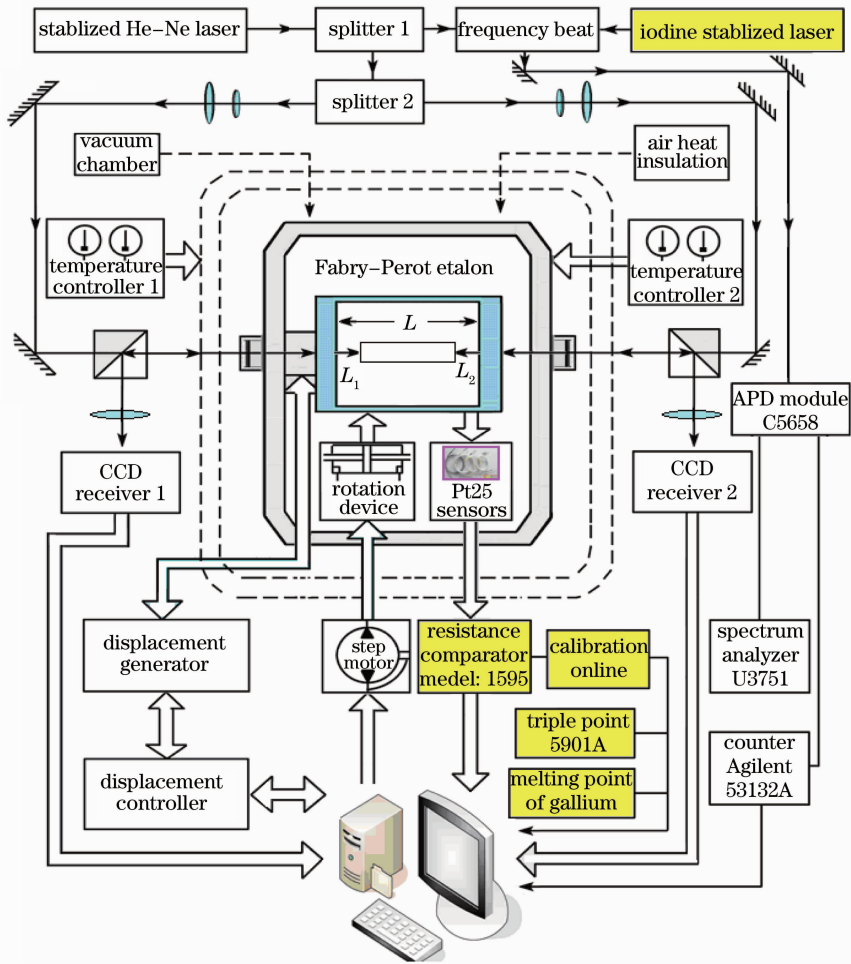 stablized He–Ne laser
splitter 1
frequency beat
iodine stablized laser
splitter 2
vacuum
chamber
air heat
insulation
temperature
controller 1
temperature
controller 2
Fabry–Perot etalon
L
L1
L2
APD module
C5658
CCD
receiver 1
rotation
device
Pt25
sensors
CCD
receiver 2
displacement
generator
step
motor
resistance
comparator
medel: 1595
calibration
online
spectrum
analyzer
U3751
triple point
5901A
counter
Agilent
53132A
displacement
controller
melting point
of gallium